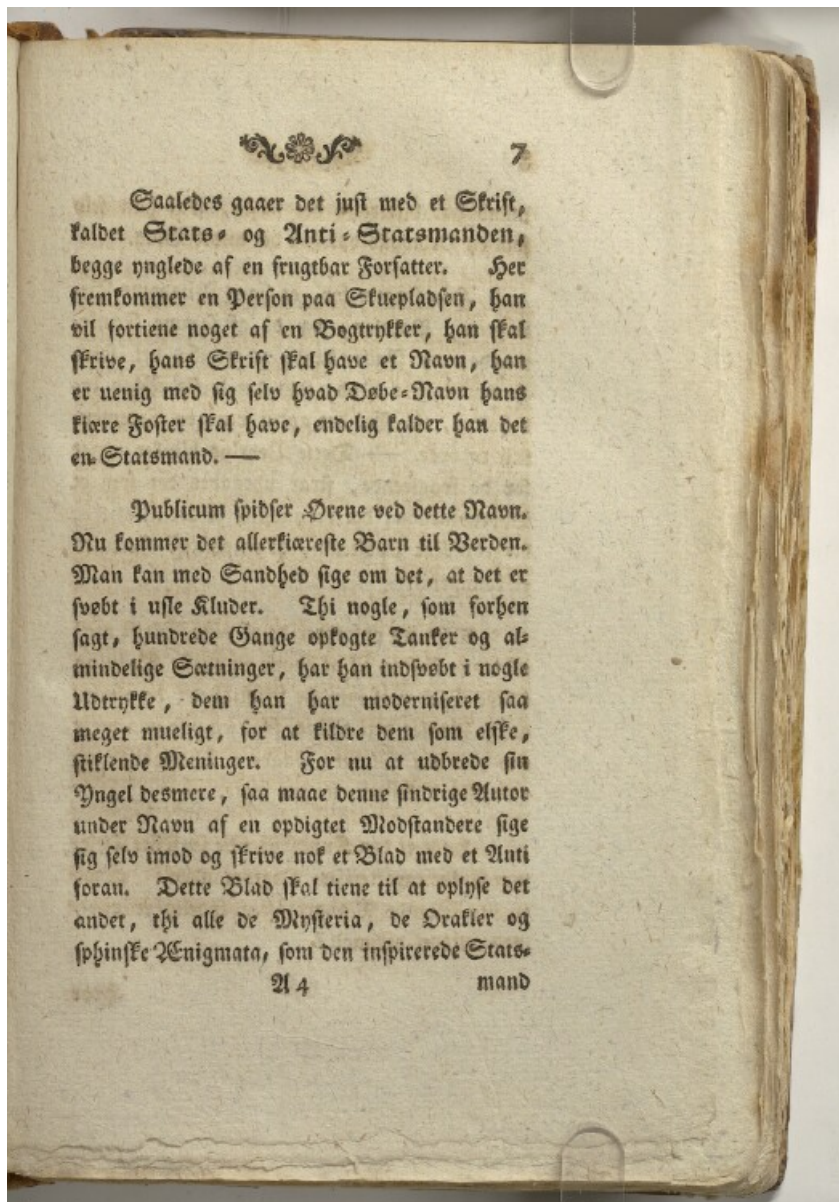 7
Saaledes gaaer det just med et Skrift,
kaldet Stats- og Anti-Statsmanden,
begge ynglede af en frugtbar Forfatter. Her
fremkommer en Person paa Skuepladsen, han
vil fortiene noget af en Bogtrykker, han skal
skrive, hans Skrift skal have et Navn, han
er uenig med sig selv hvad Døbe-Navn hans
kiære Foster skal have, endelig kalder han det
en Statsmand. —
Publicum spidser Ørene ved dette Navn.
Nu kommer det allerkiæreste Barn til Verden.
Man kan med Sandhed sige om det, at det er
svøbt i usle Kluder. Thi nogle, som forhen
sagt, hundrede Gange opkogte Tanker og al-
mindelige Sætninger, har han indsvøbt i nogle
Udtrykke, dem han har moderniseret saa
meget mueligt, for at kildre dem som elske,
stiklende Meninger. For nu at udbrede sin
Yngel desmere, saa maae denne sindrige Autor
under Navn af en opdigtet Modstandere sige
sig selv imod og skrive nok et Blad med et Anti
foran. Dette Blad skal tiene til at oplyse det
andet, thi alle de Mysteria, de Orakler og
sphinske Ænigmata, som den inspirerede Stats-
A 4 mand